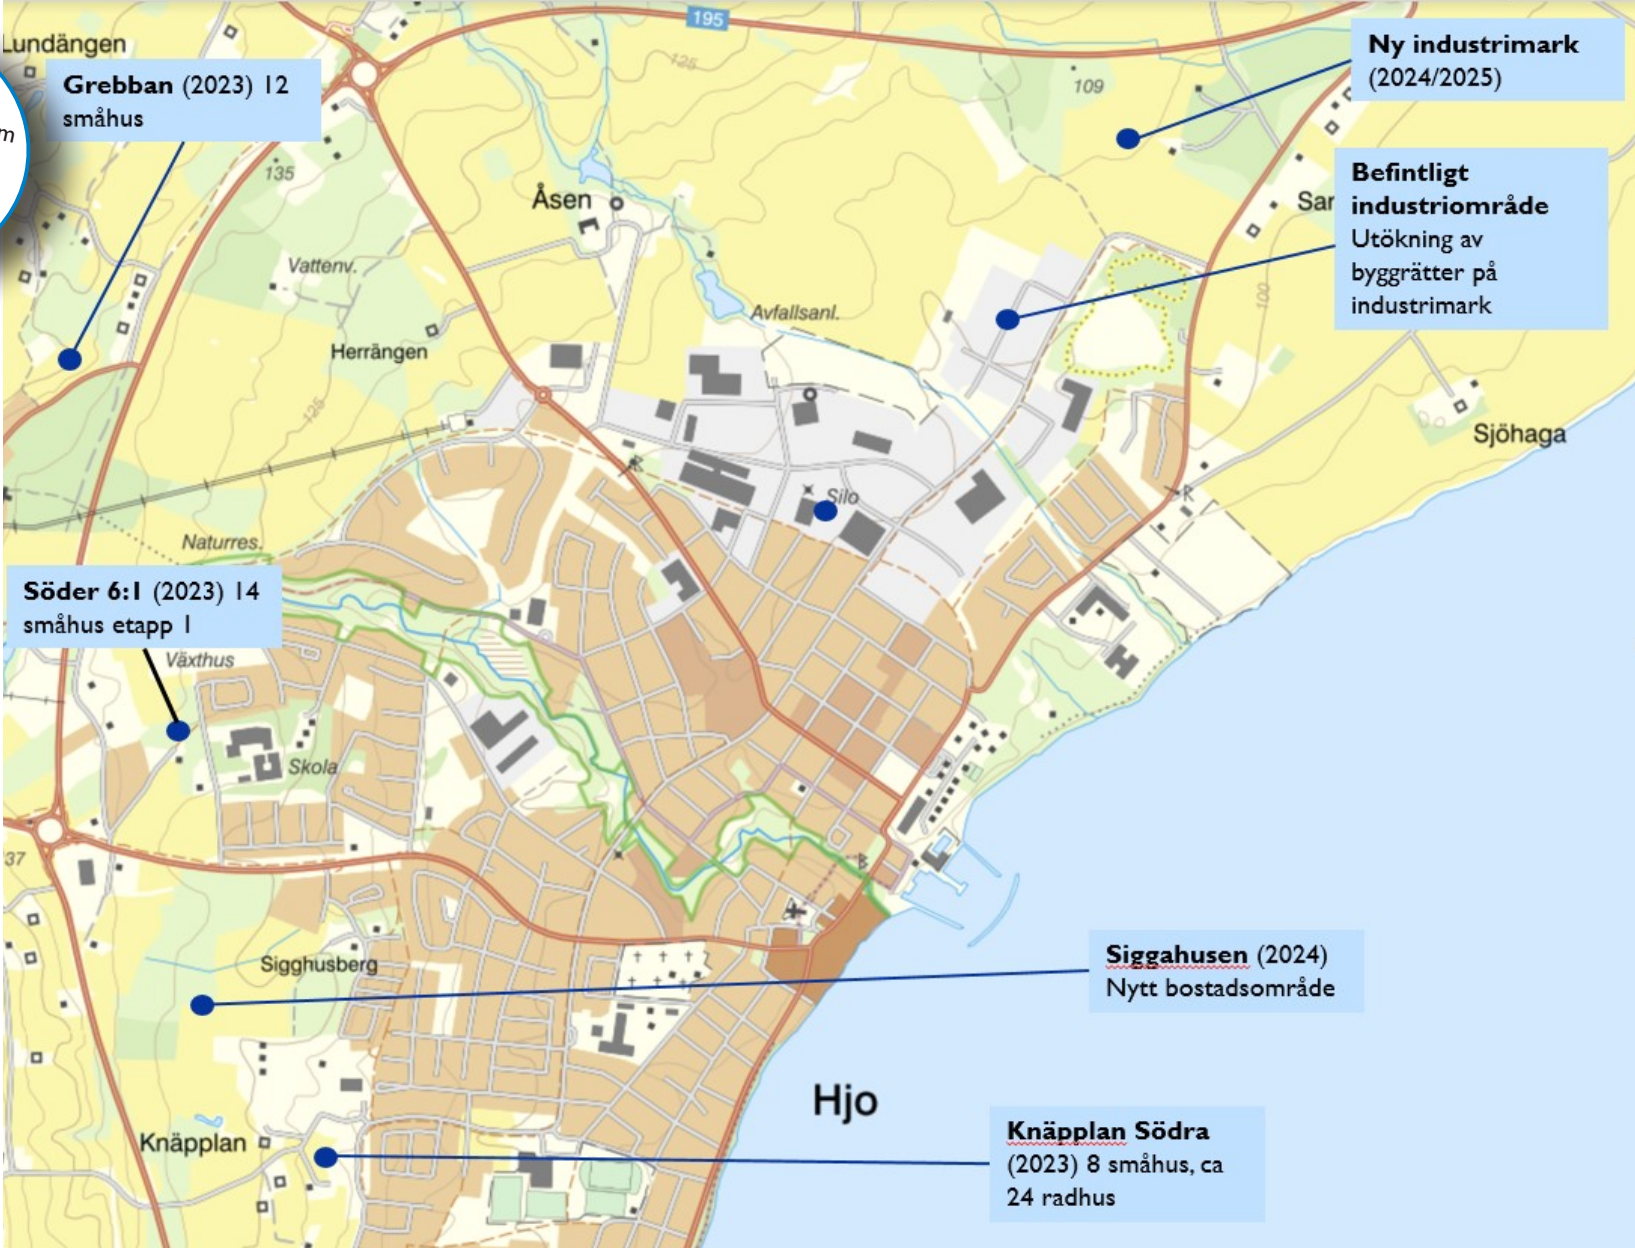 195
Lundängen
Grebban (2023) 12
småhus
m
125
109
Ny industrimark
(2024/2025)
135
Åsen
Befintligt
industriområde
Utökning av
byggrätter på
industrimark
San
Vattenv.
Herrängen
Avfallsanl.
100
125
Sjöhaga
Silo
Naturres.
Söder 6:1 (2023) 14
småhus etapp 1
Växthus
Skola
37
Sigghusberg
Siggahusen (2024)
Nytt bostadsområde
Hjo
Knäpplan
Knäpplan Södra
(2023) 8 småhus, ca
24 radhus